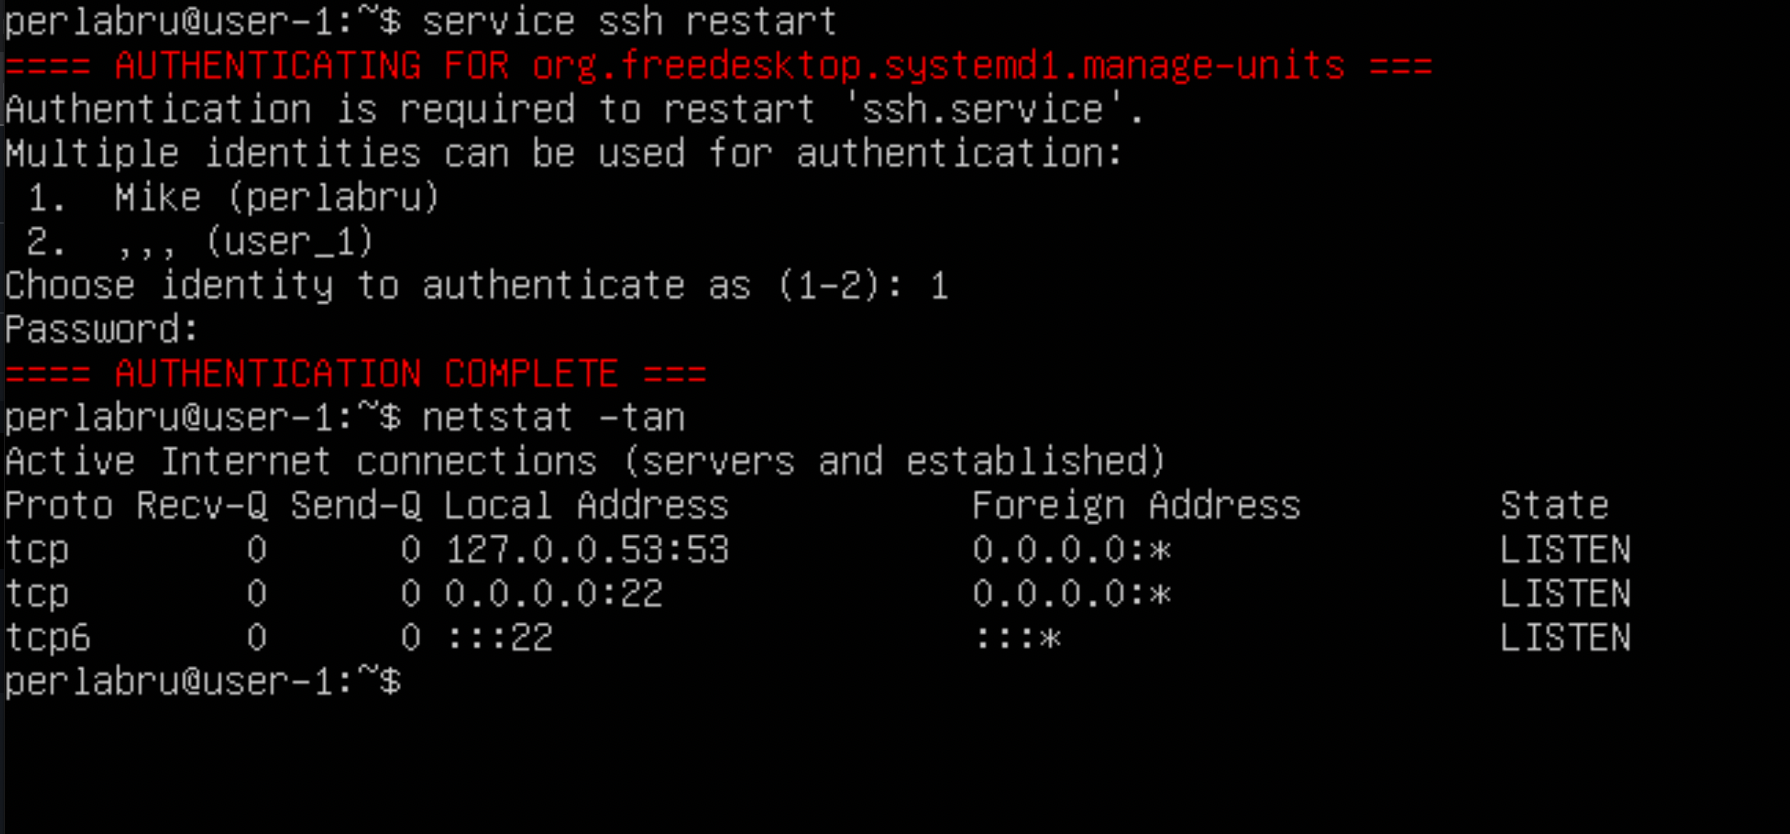 perlabru@user-1:~$ service ssh restart
==== AUTHENTICATING FOR org.freedesktop.systemd1.manage-units ===
Authentication is required to restart 'ssh.service'.
Multiple identities can be used for authentication:
 1.  Mike (perlabru)
 2.  ,,, (user_1)
Choose identity to authenticate as (1-2): 1
Password:
==== AUTHENTICATION COMPLETE ===
perlabru@user-1:~$ netstat -tan
Active Internet connections (servers and established)
Proto Recv-Q Send-Q Local Address           Foreign Address         State
tcp        0      0 127.0.0.53:53           0.0.0.0:*               LISTEN
tcp        0      0 0.0.0.0:22              0.0.0.0:*               LISTEN
tcp6       0      0 :::22                   :::*                    LISTEN
perlabru@user-1:~$